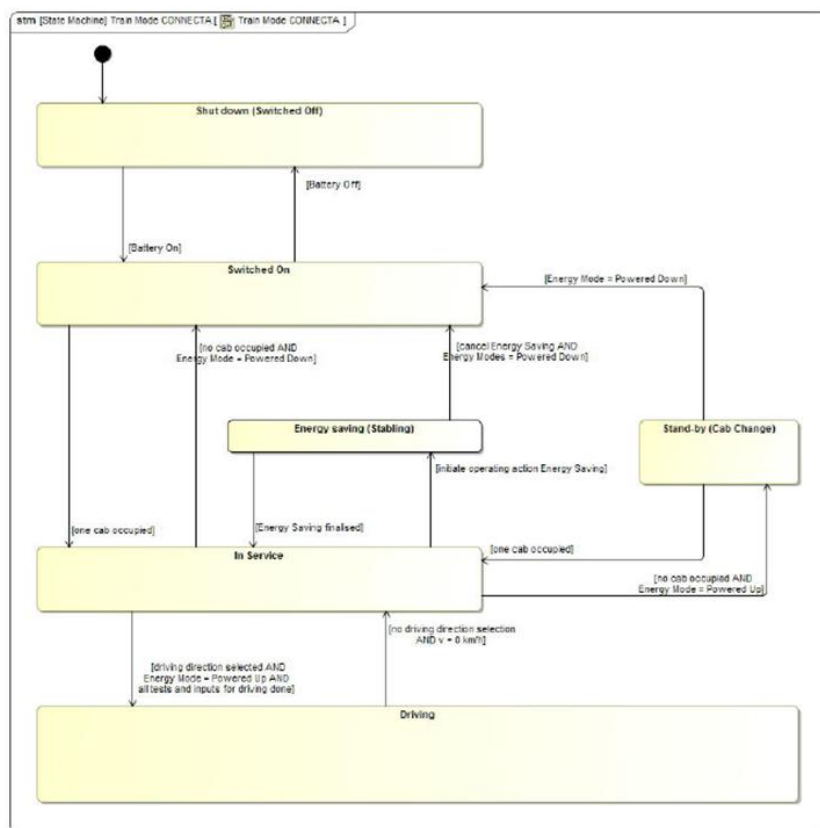 stm [State Machine] Train Mode CONNECTA [ Train Mode CONNECTA ]
Shut down (Switched Off)
[Battery Off]
[Battery On]
Switched On
[Energy Mode = Powered Down]
[no cab occupied AND
Energy Mode = Powered Down]
[cancel Energy Saving AND
Energy Modes = Powered Down]
Energy saving (Stabling)
Stand-by (Cab Change)
[initiate operating action Energy Saving]
[one cab occupied]
[Energy Saving finalised]
[one cab occupied]
In Service
[no cab occupied AND
Energy Mode = Powered Up]
[no driving direction selection
AND v = 0 km/h]
[driving direction selected AND
Energy Mode = Powered Up AND
all tests and inputs for driving done]
Driving